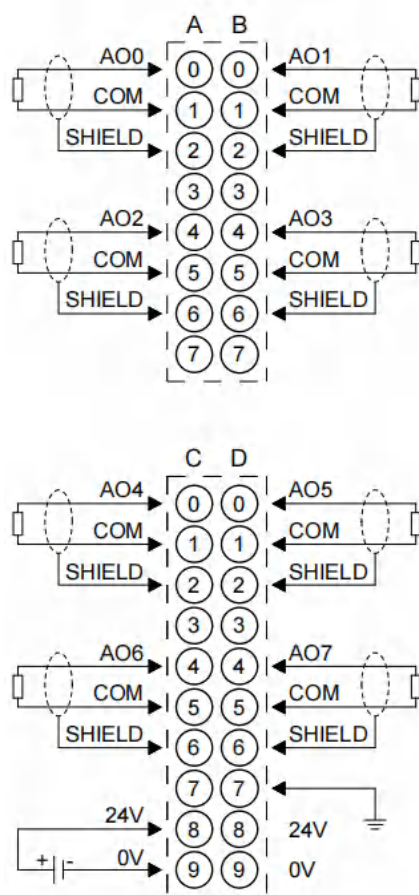 A B
AO0 0 0 AO1
COM 1 1 COM
SHIELD 2 2 SHIELD
3 3
AO2 4 4 AO3
COM 5 5 COM
SHIELD 6 6 SHIELD
7 7
C D
AO4 0 0 AO5
COM 1 1 COM
SHIELD 2 2 SHIELD
3 3
AO6 4 4 AO7
COM 5 5 COM
SHIELD 6 6 SHIELD
7 7
24V 8 8 24V
+ - 0V 9 9 0V